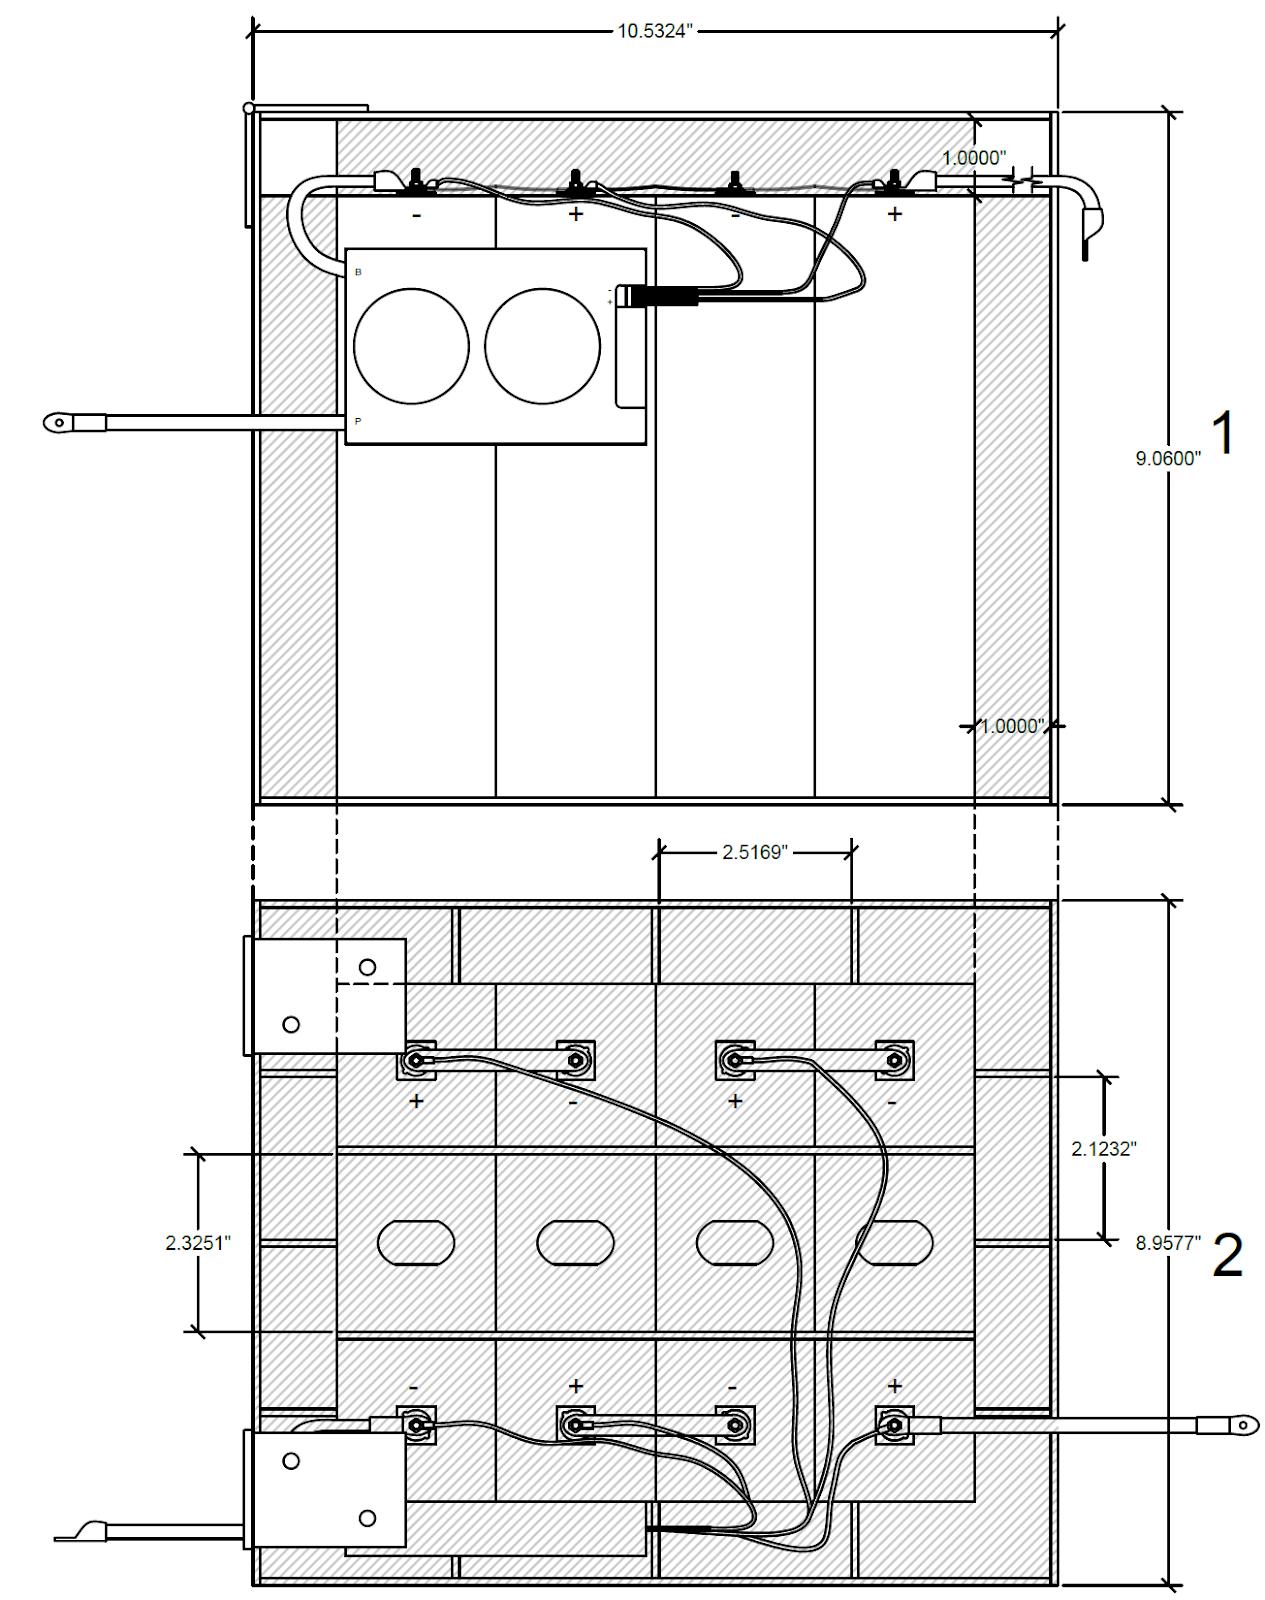 10.5324"
1.0000"
- + - +
B
-
+
P
1
9.0600"
1.0000"
2.5169"
+ - + -
2.1232"
2.3251"
8.9577"
2
- + - +